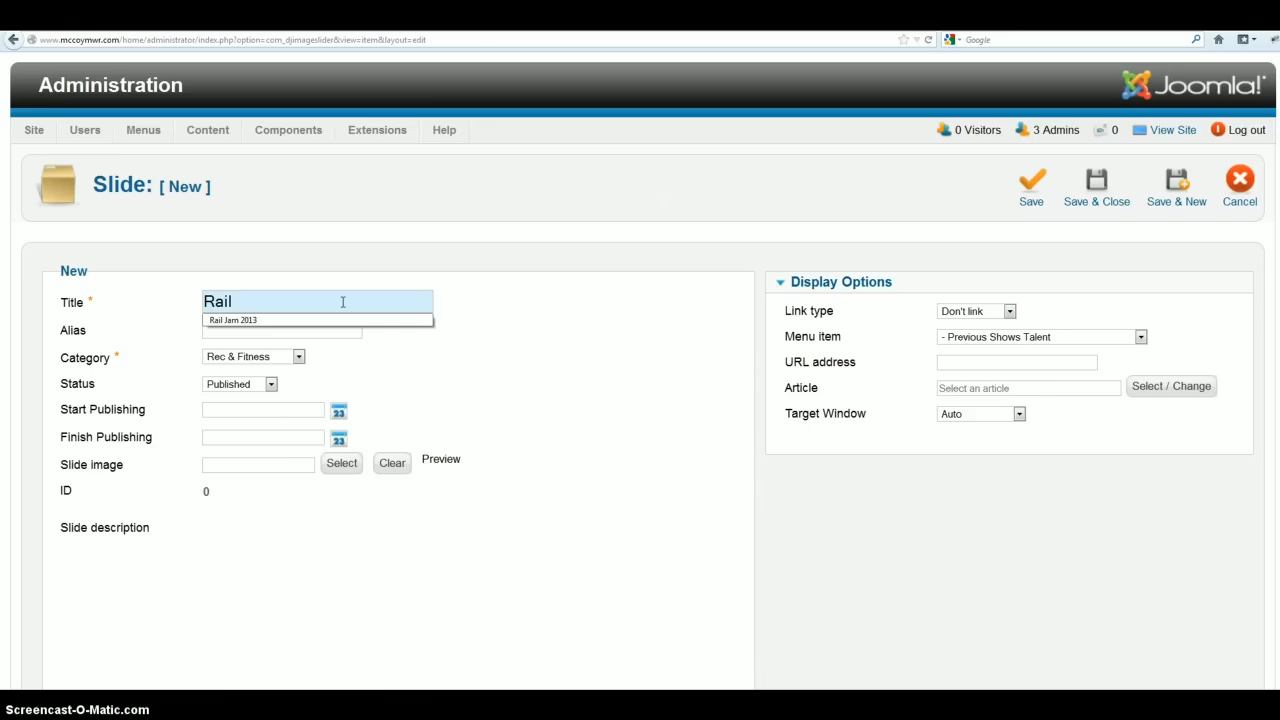 www.mccoymwr.com/home/administrator/index.php?option=com_djimageslider&view=item&layout=edit
Google
Administration
Joomla!
Site Users Menus Content Components Extensions Help 0 Visitors 3 Admins 0 View Site Log out
Slide: [ New ]
Save Save & Close Save & New Cancel
New
Title *
Rail
Rail Jam 2013
Alias
Category * Rec & Fitness
Status Published
Start Publishing 23
Finish Publishing 23
Slide image Select Clear Preview
ID 0
Slide description
Display Options
Link type Don't link
Menu item - Previous Shows Talent
URL address
Article Select an article Select / Change
Target Window Auto
Screencast-O-Matic.com